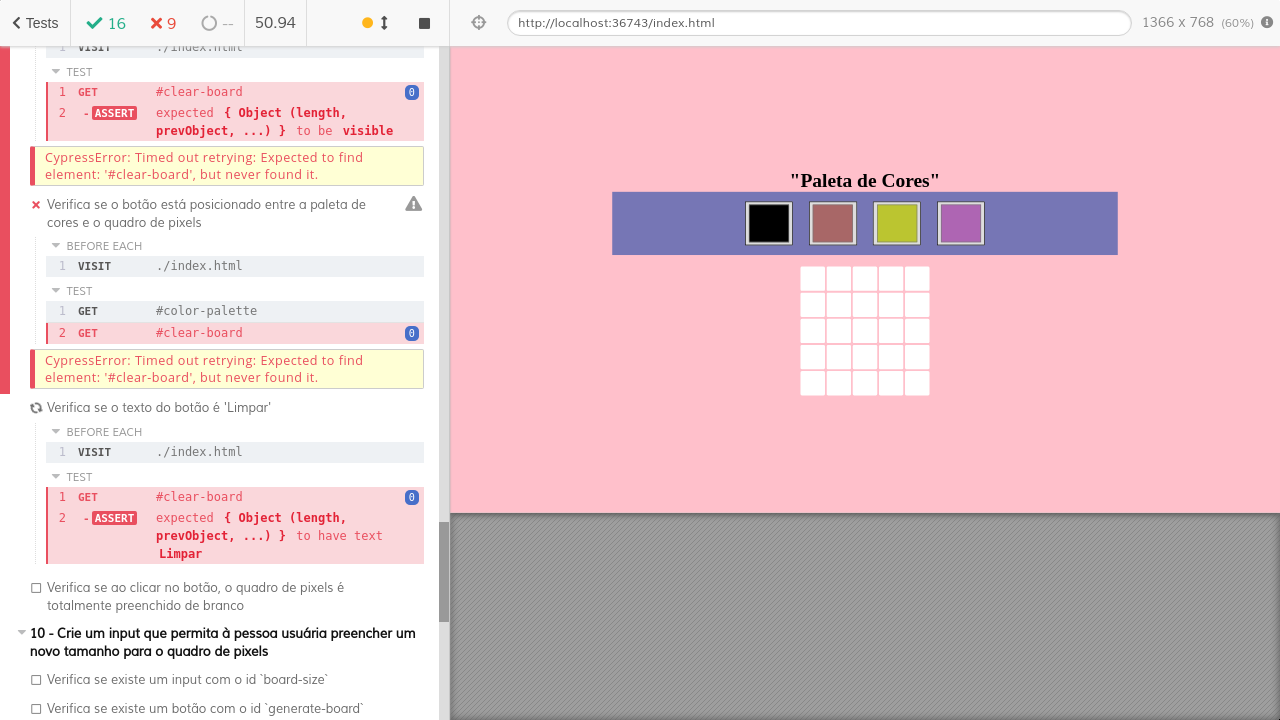 Tests 16 9 -- 50.94
http://localhost:36743/index.html
1366 x 768 (60%)
1 VISIT ./index.html
TEST
1 GET #clear-board 0
2 -ASSERT expected { Object (length,
prevObject, ...) } to be visible
CypressError: Timed out retrying: Expected to find
element: '#clear-board', but never found it.
Verifica se o botão está posicionado entre a paleta de
cores e o quadro de pixels
BEFORE EACH
1 VISIT ./index.html
TEST
1 GET #color-palette
2 GET #clear-board 0
CypressError: Timed out retrying: Expected to find
element: '#clear-board', but never found it.
Verifica se o texto do botão é 'Limpar'
BEFORE EACH
1 VISIT ./index.html
TEST
1 GET #clear-board 0
2 -ASSERT expected { Object (length,
prevObject, ...) } to have text
Limpar
Verifica se ao clicar no botão, o quadro de pixels é
totalmente preenchido de branco
10 - Crie um input que permita à pessoa usuária preencher um
novo tamanho para o quadro de pixels
Verifica se existe um input com o id `board-size`
Verifica se existe um botão com o id `generate-board`
"Paleta de Cores"